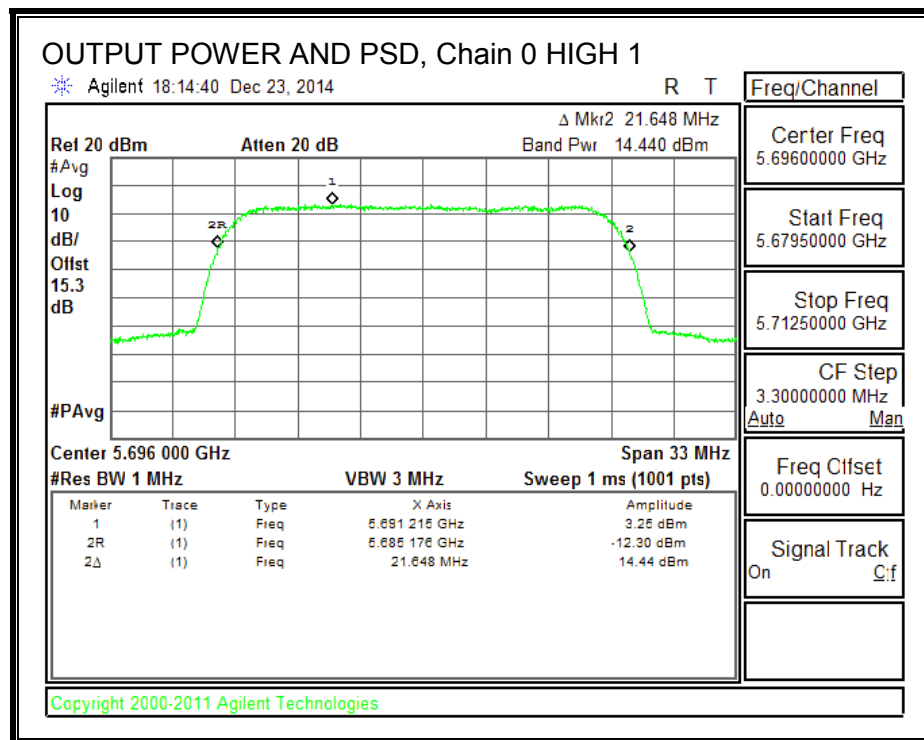 OUTPUT POWER AND PSD, Chain 0 HIGH 1
Agilent 18:14:40 Dec 23, 2014 R T
Δ Mkr2 21.648 MHz
Ref 20 dBm Atten 20 dB Band Pwr 14.440 dBm
#Avg
Log
10
dB/
Offst
15.3
dB
#PAvg
1
2R
2
Center 5.696 000 GHz Span 33 MHz
#Res BW 1 MHz VBW 3 MHz Sweep 1 ms (1001 pts)
Marker Trace Type X Axis Amplitude
1 (1) Freq 5.691 215 GHz 3.25 dBm
2R (1) Freq 5.685 176 GHz -12.30 dBm
2Δ (1) Freq 21.648 MHz 14.44 dBm
Freq/Channel
Center Freq
5.69600000 GHz
Start Freq
5.67950000 GHz
Stop Freq
5.71250000 GHz
CF Step
3.30000000 MHz
Auto Man
Freq Offset
0.00000000 Hz
Signal Track
On Off
Copyright 2000-2011 Agilent Technologies